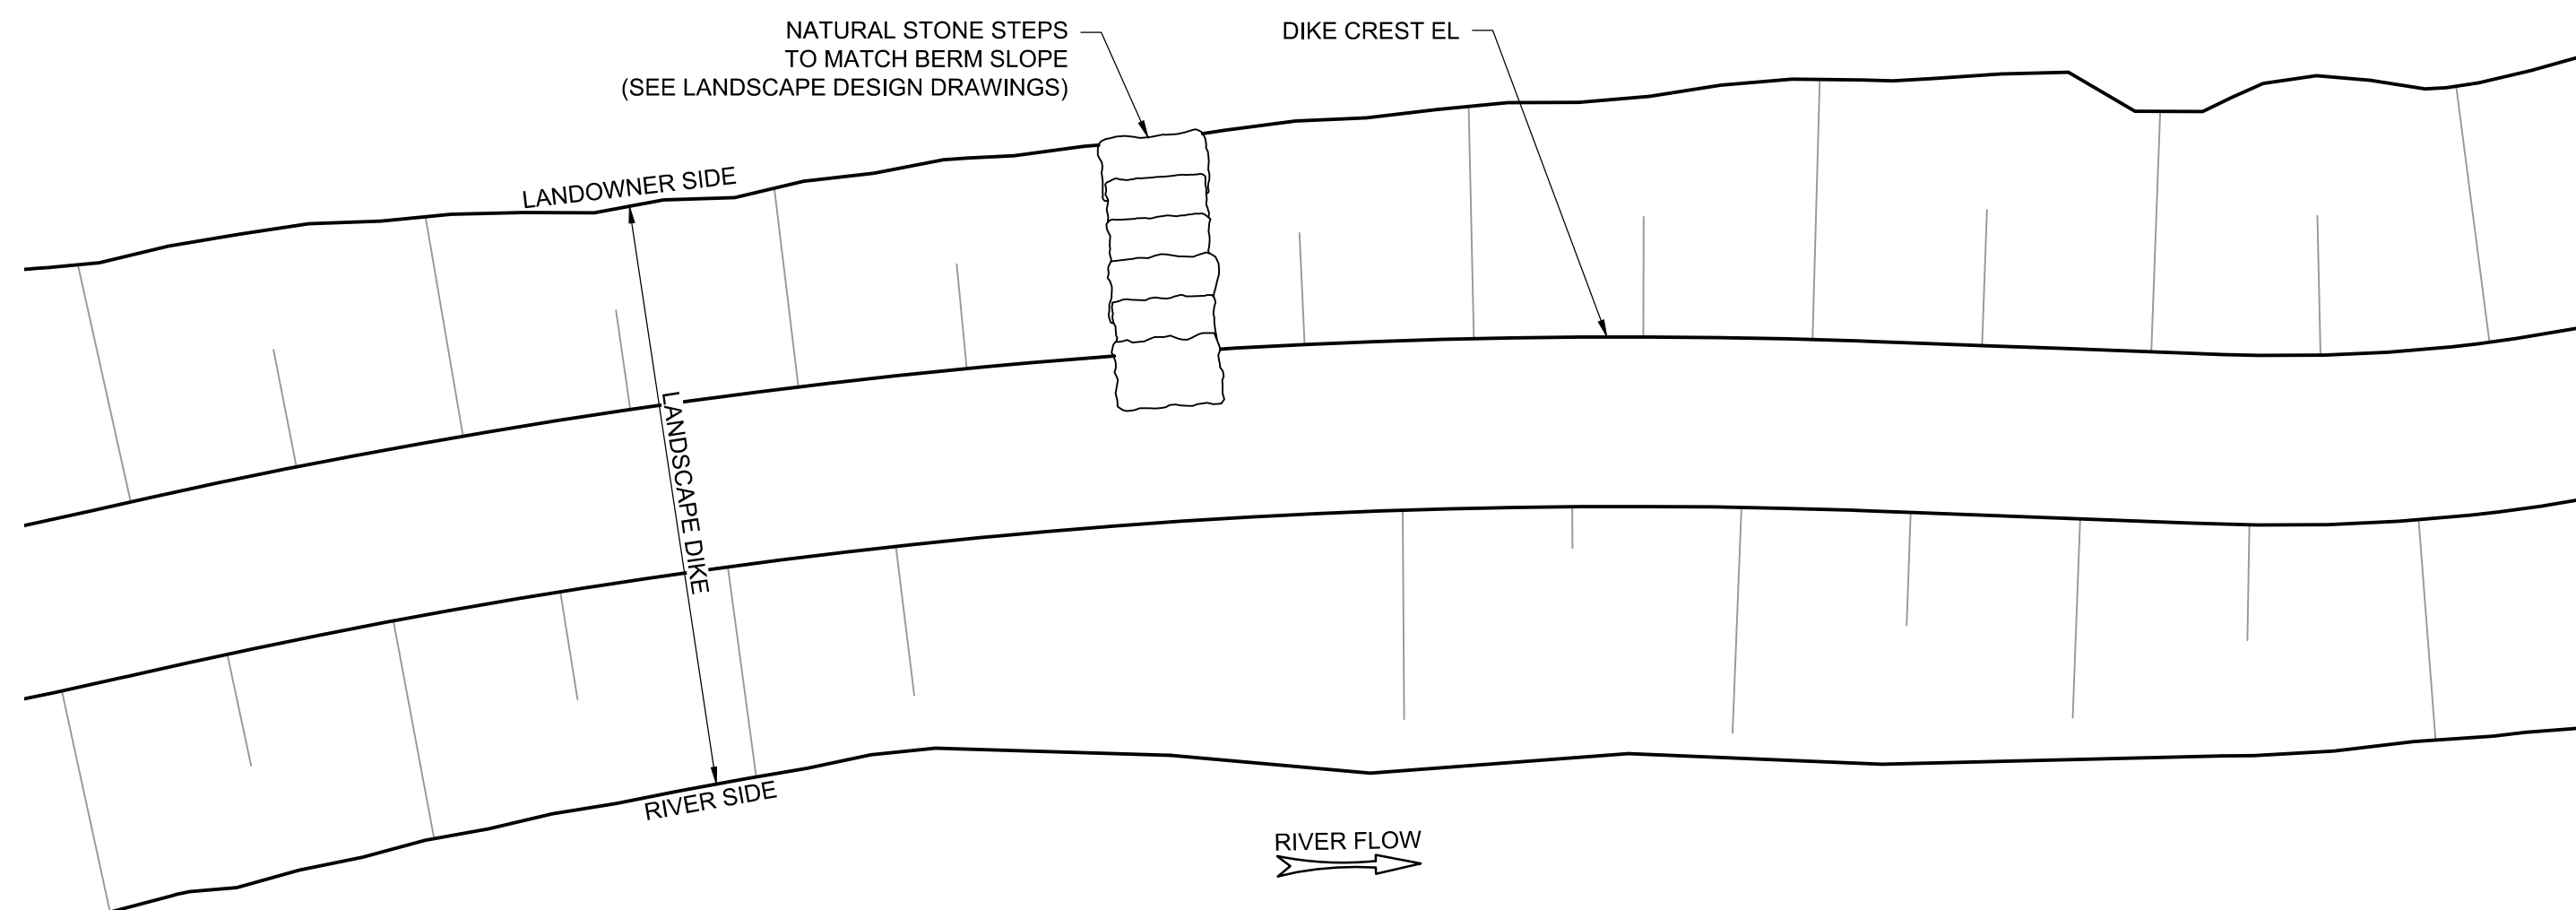 NATURAL STONE STEPS
TO MATCH BERM SLOPE
(SEE LANDSCAPE DESIGN DRAWINGS)
DIKE CREST EL
LANDOWNER SIDE
LANDSCAPE DIKE
RIVER SIDE
RIVER FLOW